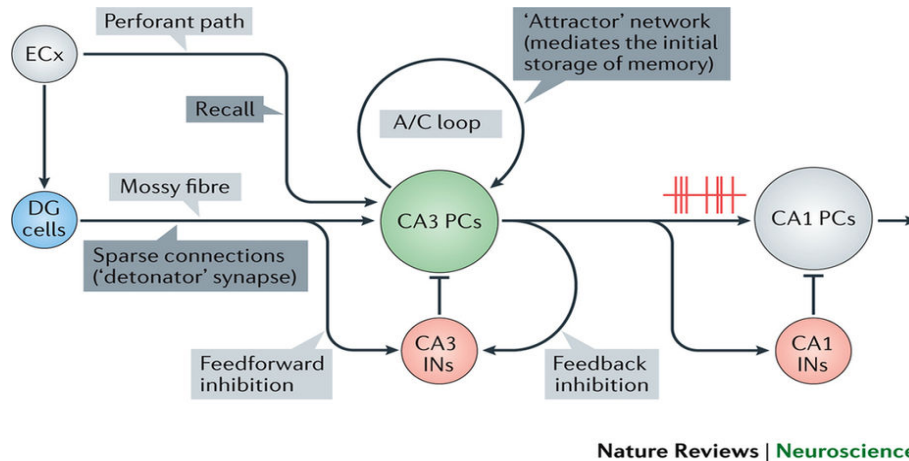 Perforant path
ECx
Recall
'Attractor' network
(mediates the initial
storage of memory)
A/C loop
Mossy fibre
DG
cells
Sparse connections
('detonator' synapse)
CA3 PCs
CA1 PCs
Feedforward
inhibition
CA3
INs
Feedback
inhibition
CA1
INs
Nature Reviews | Neuroscience